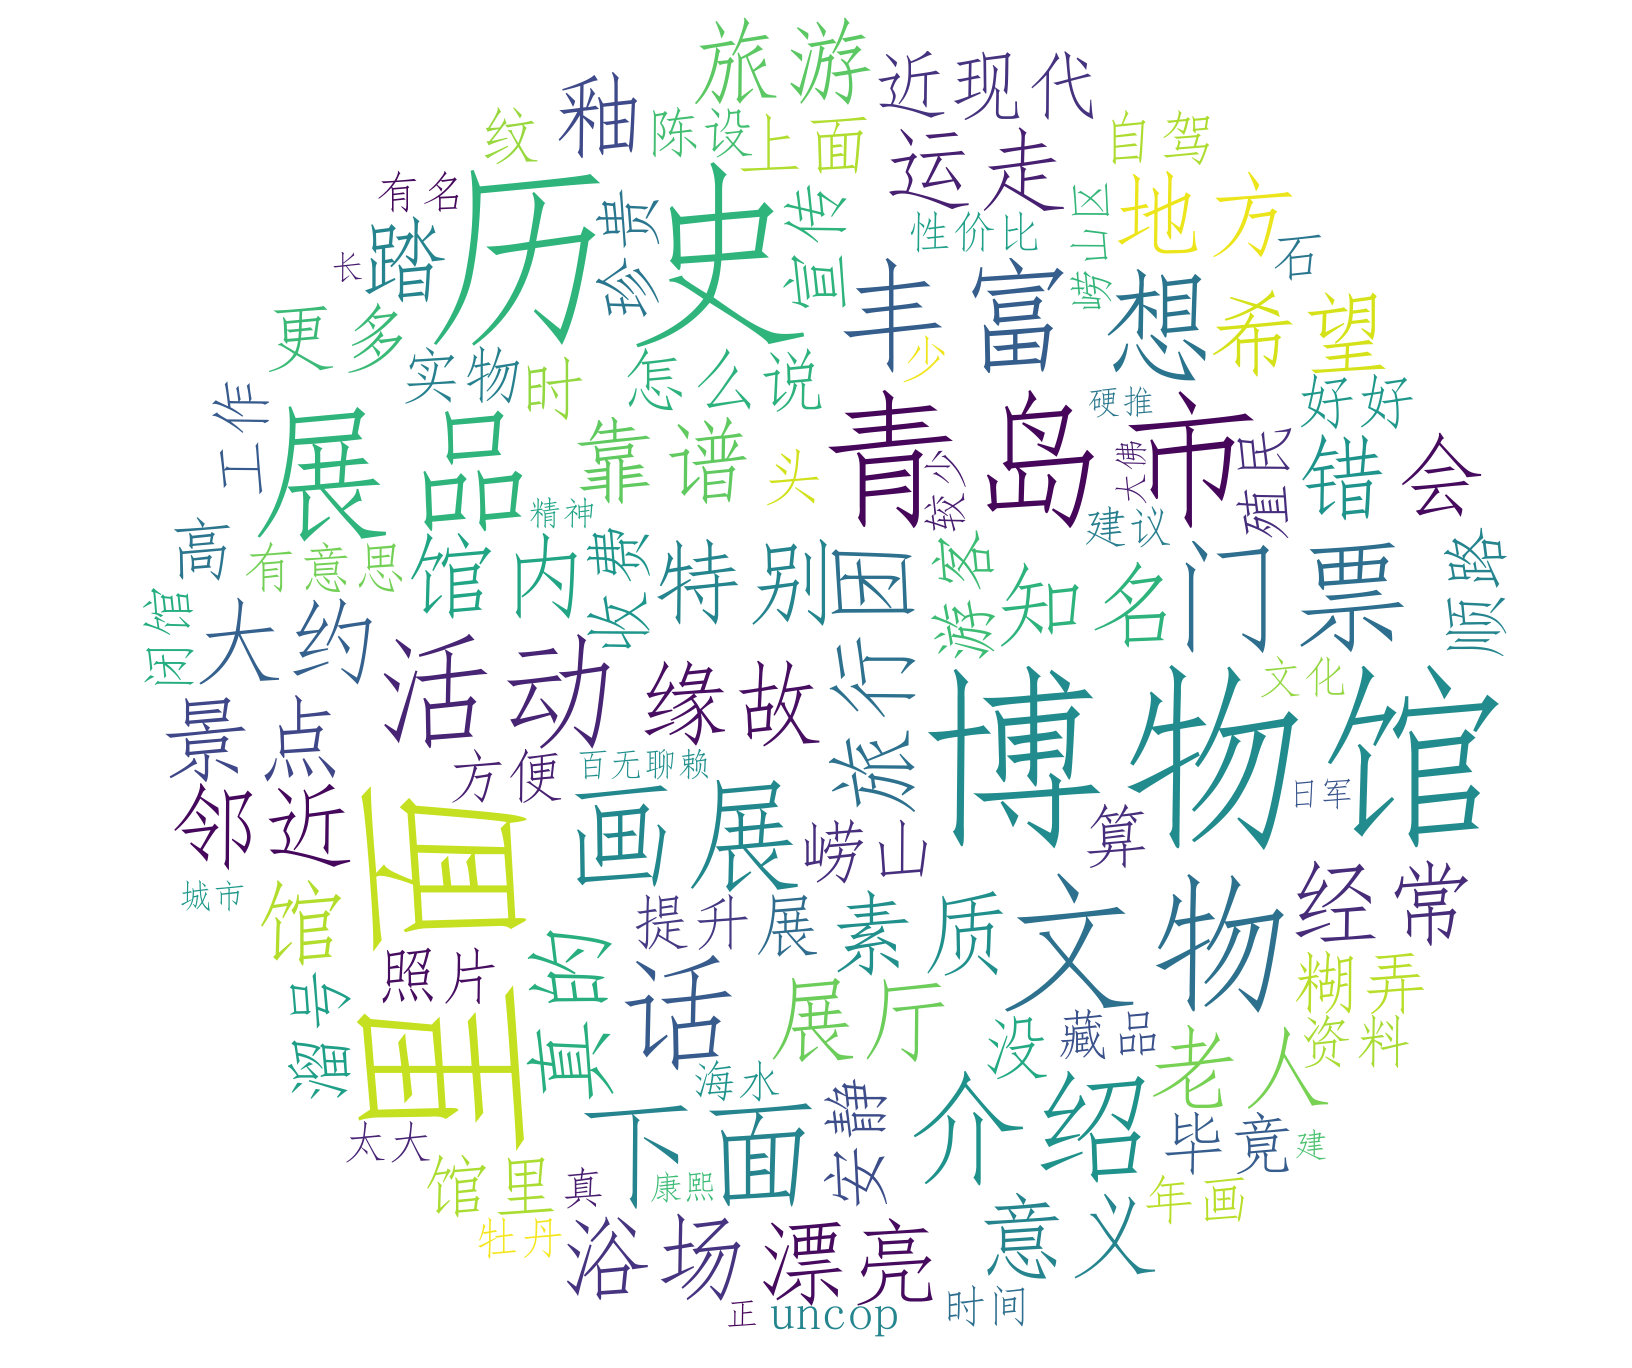 旅游
近现代
釉
纹
陈设
上面
运走
自驾
有名
历史
珍贵
宣传
性价比
崂山区
地方
石
踏
长
更多
实物
时
怎么说
丰富
少
想
希望
工作
展品
靠谱
头
青岛市
硬推
大佛
较少
殖民
好好
错
会
精神
建议
高
有意思
馆内
收费
特别
旅行团
游客
知名
门票
顺路
闭馆
大约
活动
缘故
博物馆
文化
景点
方便
百无聊赖
日军
邻近
里面
画展
崂山
算
城市
馆
照片
提升
展
素质
文物
经常
溜号
真的
话
展厅
没
藏品
糊弄
资料
老人
海水
太大
下面
安静
介绍
毕竟
建
馆里
真
康熙
年画
牡丹
浴场
漂亮
意义
正
uncop
时间